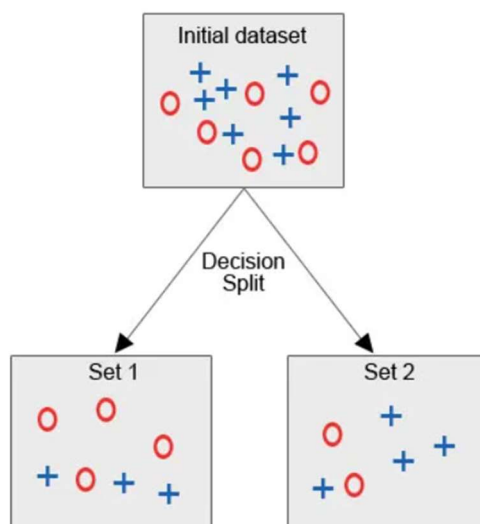 Initial dataset
Decision
Split
Set 1
Set 2